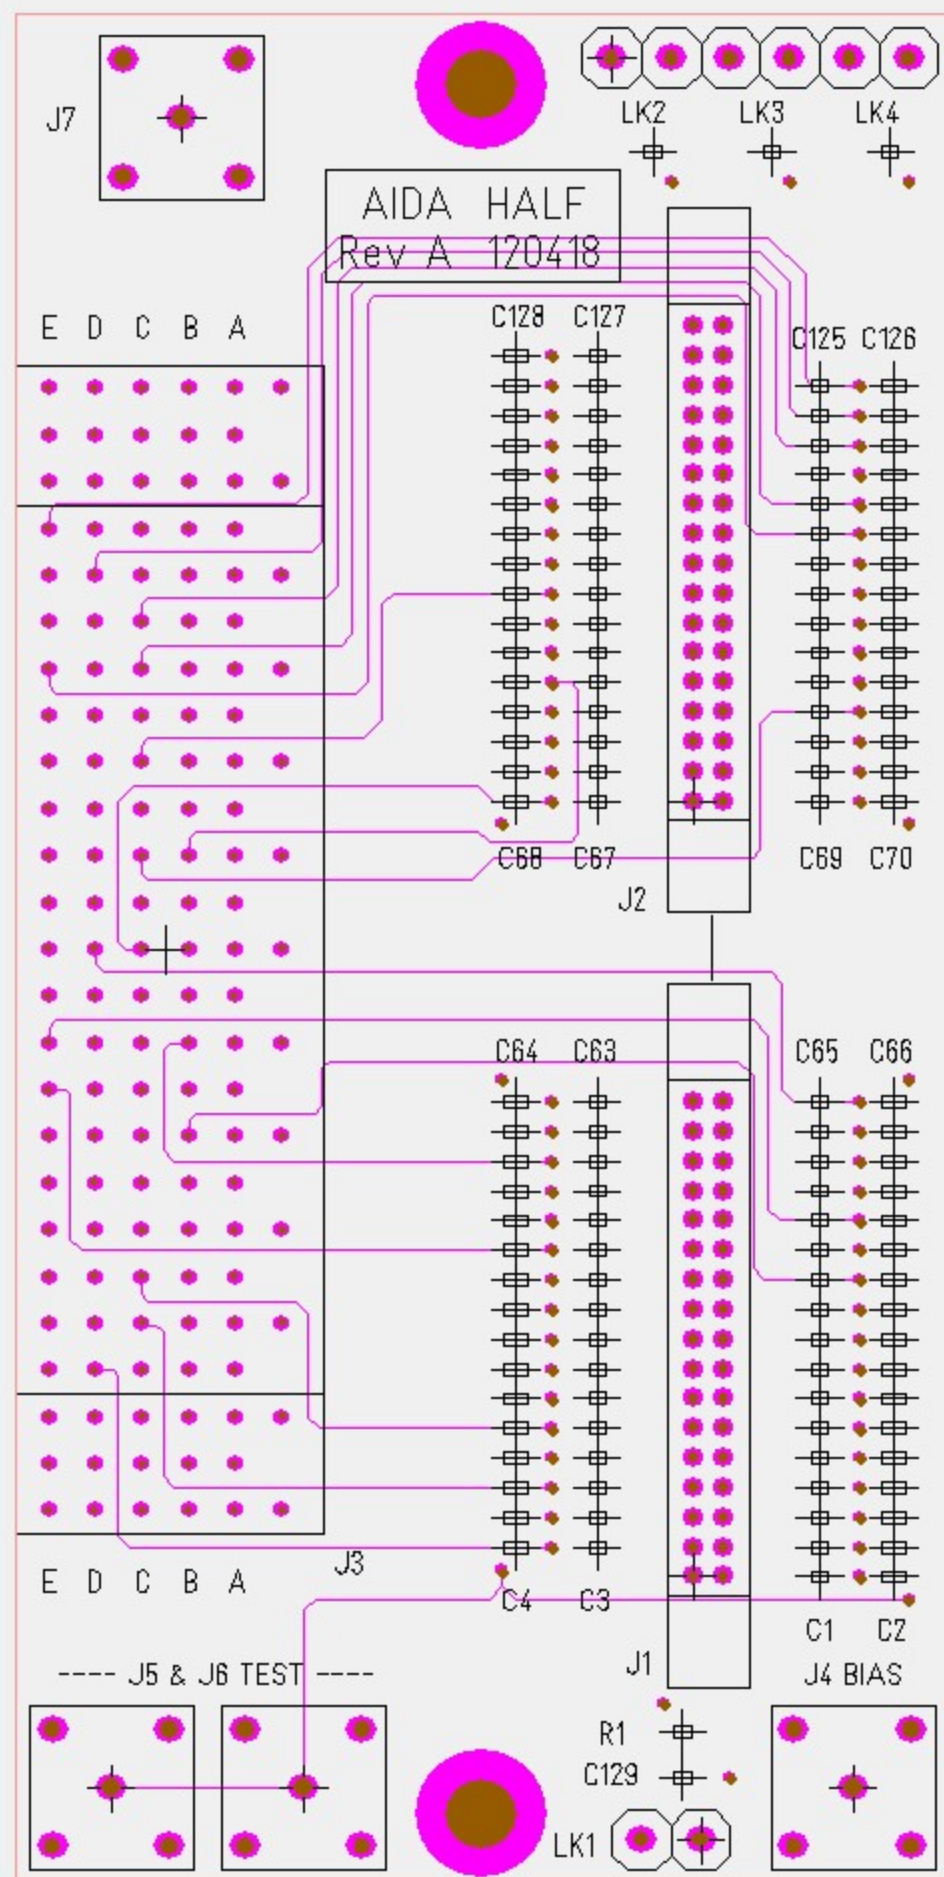 J7
LK2 LK3 LK4
AIDA HALF
Rev A 120418
E D C B A
C128 C127
C125 C126
C68 C67
C69 C70
J2
C64 C63
C65 C66
J3
E D C B A
C4 C3
C1 C2
---- J5 & J6 TEST ----
J1
J4 BIAS
R1
C129
LK1